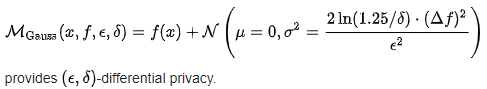 ℳ_Gauss(x, f, ϵ, δ) = f(x) + 𝒩(μ = 0, σ² = 2 ln(1.25/δ) · (Δf)² / ϵ²)
provides (ϵ, δ)-differential privacy.